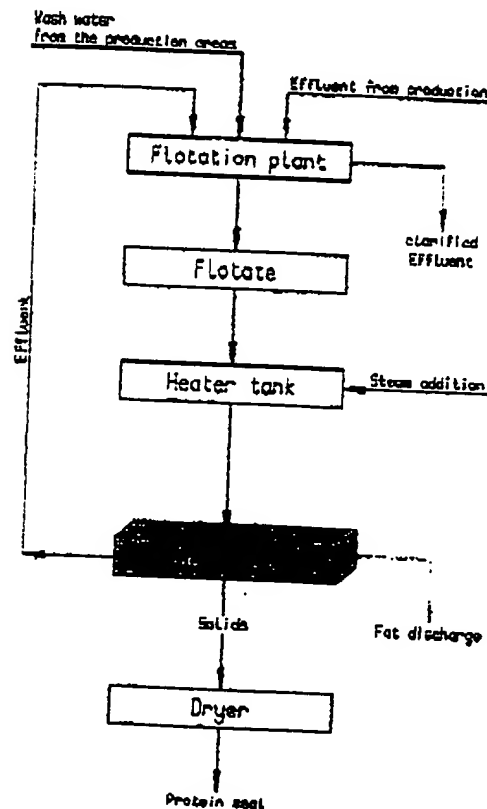 Wash water
from the production areas
Effluent from production
Flotation plant
clarified
Effluent
Flotate
Effluent
Heater tank
Steam addition
Solids
Fat discharge
Dryer
Protein